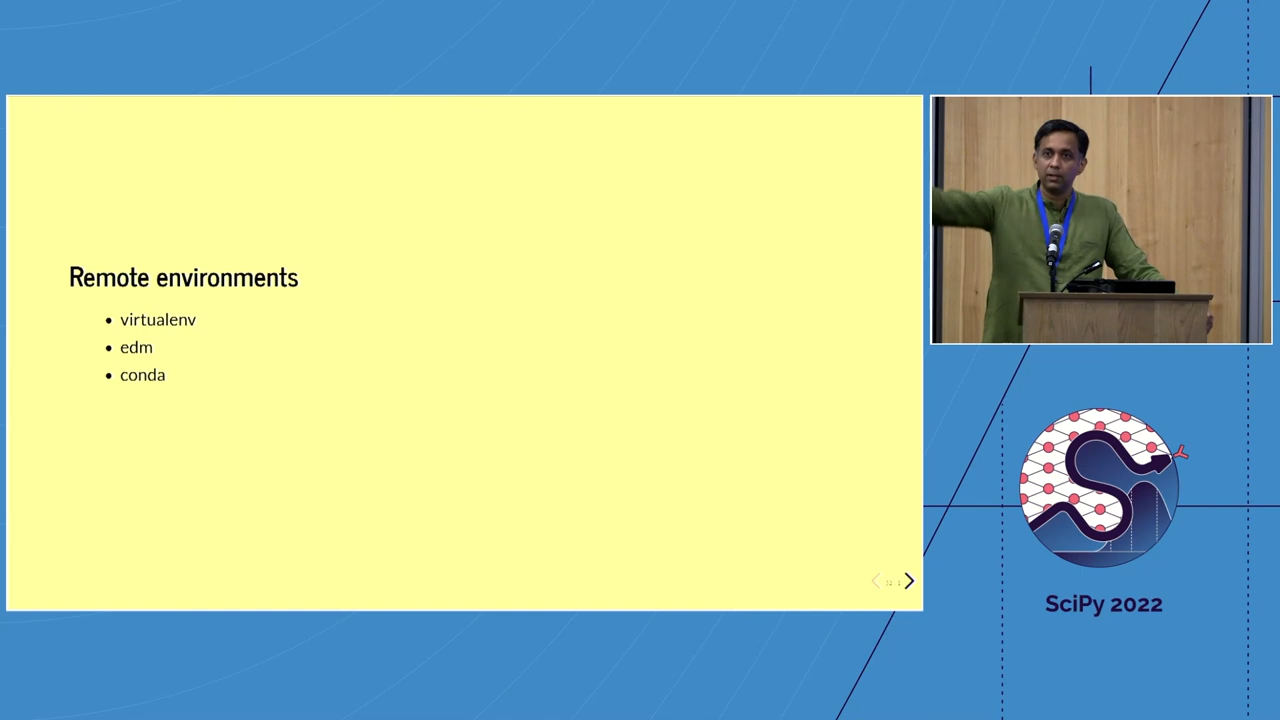 Remote environments
virtualenv
edm
conda
SciPy 2022